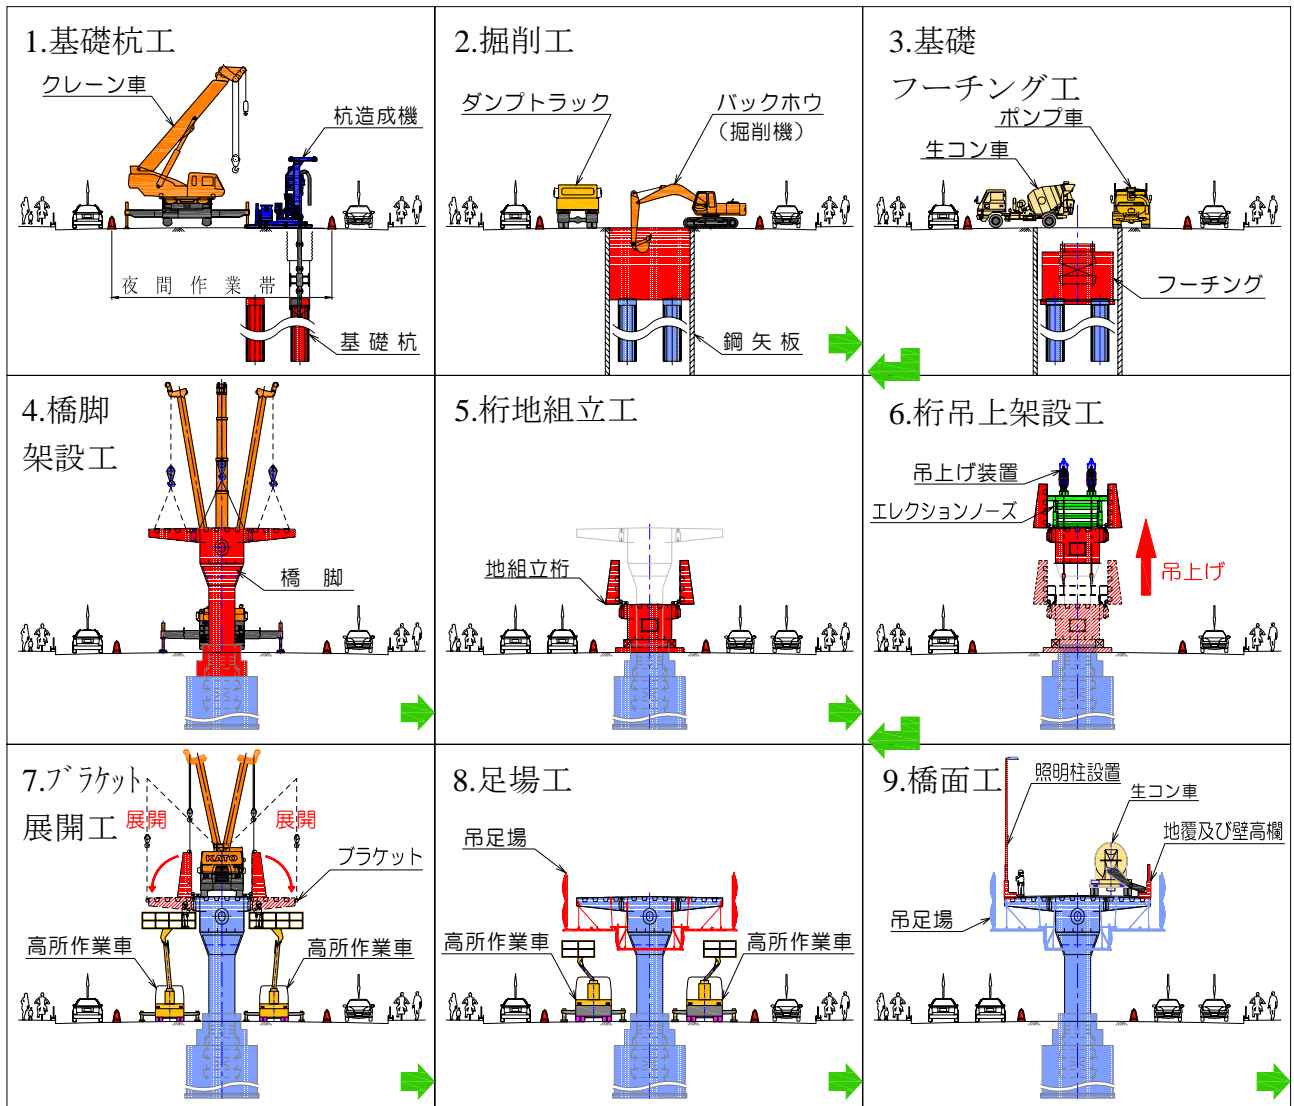 1.基礎杭工
クレーン車
杭造成機
夜間作業帯
基礎杭
2.掘削工
ダンプトラック
バックホウ
（掘削機）
鋼矢板
3.基礎
フーチング工
ポンプ車
生コン車
フーチング
4.橋脚
架設工
橋脚
5.桁地組立工
地組立桁
6.桁吊上架設工
吊上げ装置
エレクションノーズ
吊上げ
7.ブラケット
展開工
展開
展開
KATO
ブラケット
高所作業車
高所作業車
8.足場工
吊足場
高所作業車
高所作業車
9.橋面工
照明柱設置
生コン車
地覆及び壁高欄
吊足場